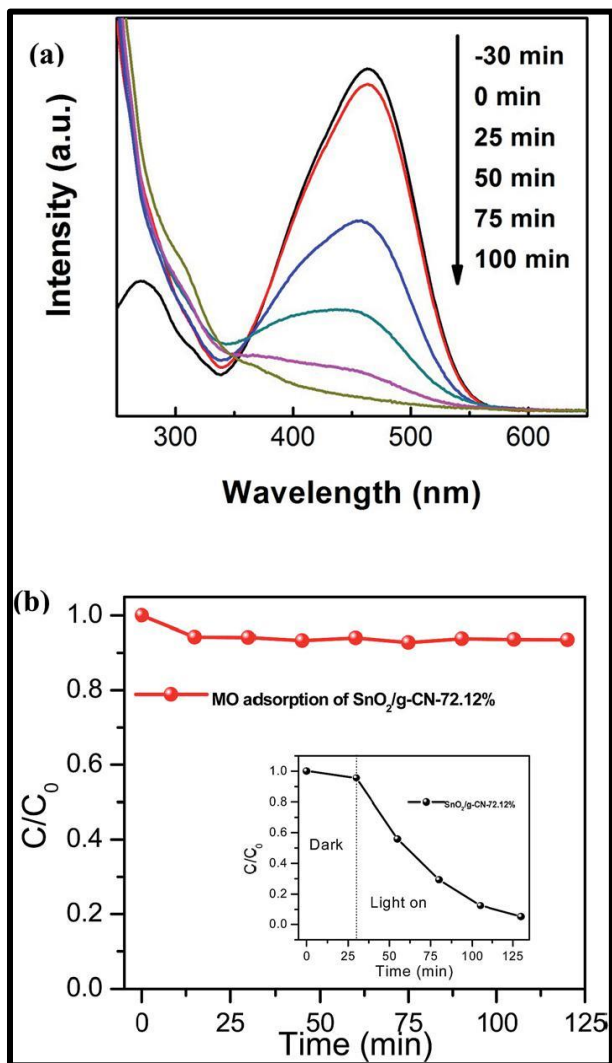 (a)
-30 min
0 min
25 min
50 min
75 min
100 min
Intensity (a.u.)
300 400 500 600
Wavelength (nm)
(b)
1.0
0.8
0.6
0.4
0.2
0.0
C/C₀
MO adsorption of SnO₂/g-CN-72.12%
1.0
0.8
0.6
0.4
0.2
0.0
C/C₀
SnO₂/g-CN-72.12%
Dark
Light on
0 25 50 75 100 125
Time (min)
0 25 50 75 100 125
Time (min)